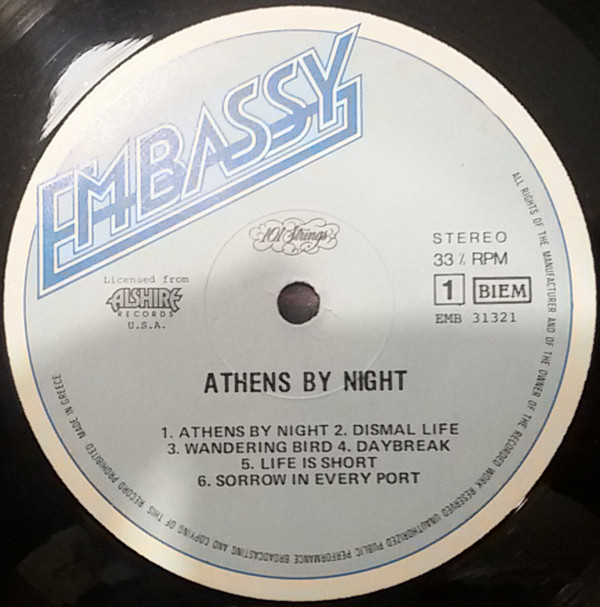 EMBASSY
101 Strings
STEREO
33⅓ RPM
1 BIEM
EMB 31321
Licensed from
ALSHIRE
RECORDS
U.S.A.
ATHENS BY NIGHT
1. ATHENS BY NIGHT 2. DISMAL LIFE
3. WANDERING BIRD 4. DAYBREAK
5. LIFE IS SHORT
6. SORROW IN EVERY PORT
ALL RIGHTS OF THE MANUFACTURER AND OF THE OWNER OF THE RECORDED WORK RESERVED UNAUTHORIZED PUBLIC PERFORMANCE BROADCASTING AND COPYING OF THIS RECORD PROHIBITED MADE IN GREECE